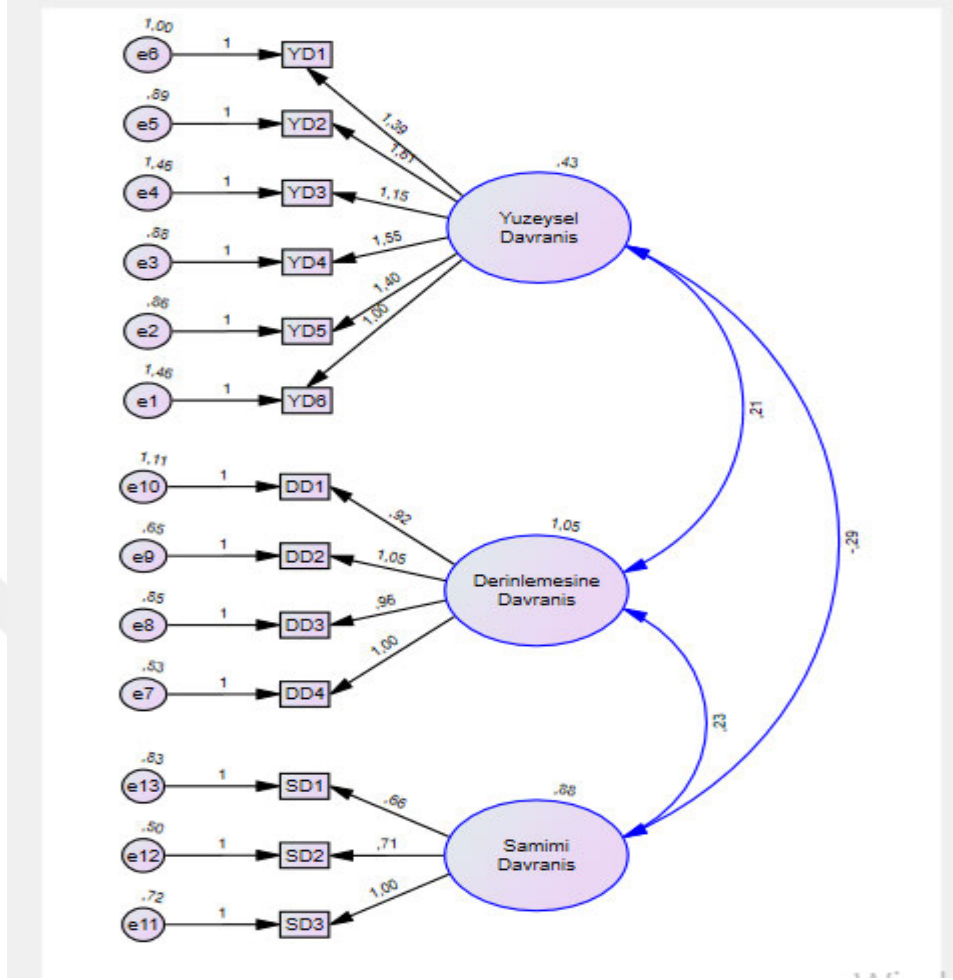 1,00
e6
1
YD1
1,39
,89
e5
1
YD2
1,61
1,46
e4
1
YD3
1,15
,43
Yuzeysel
Davranis
,88
e3
1
YD4
1,55
,86
e2
1
YD5
1,40
1,46
e1
1
YD6
1,00
,21
-,29
1,11
e10
1
DD1
,92
,65
e9
1
DD2
1,05
1,05
Derinlemesine
Davranis
,85
e8
1
DD3
,96
,53
e7
1
DD4
1,00
,23
,83
e13
1
SD1
,66
,88
Samimi
Davranis
,50
e12
1
SD2
,71
,72
e11
1
SD3
1,00